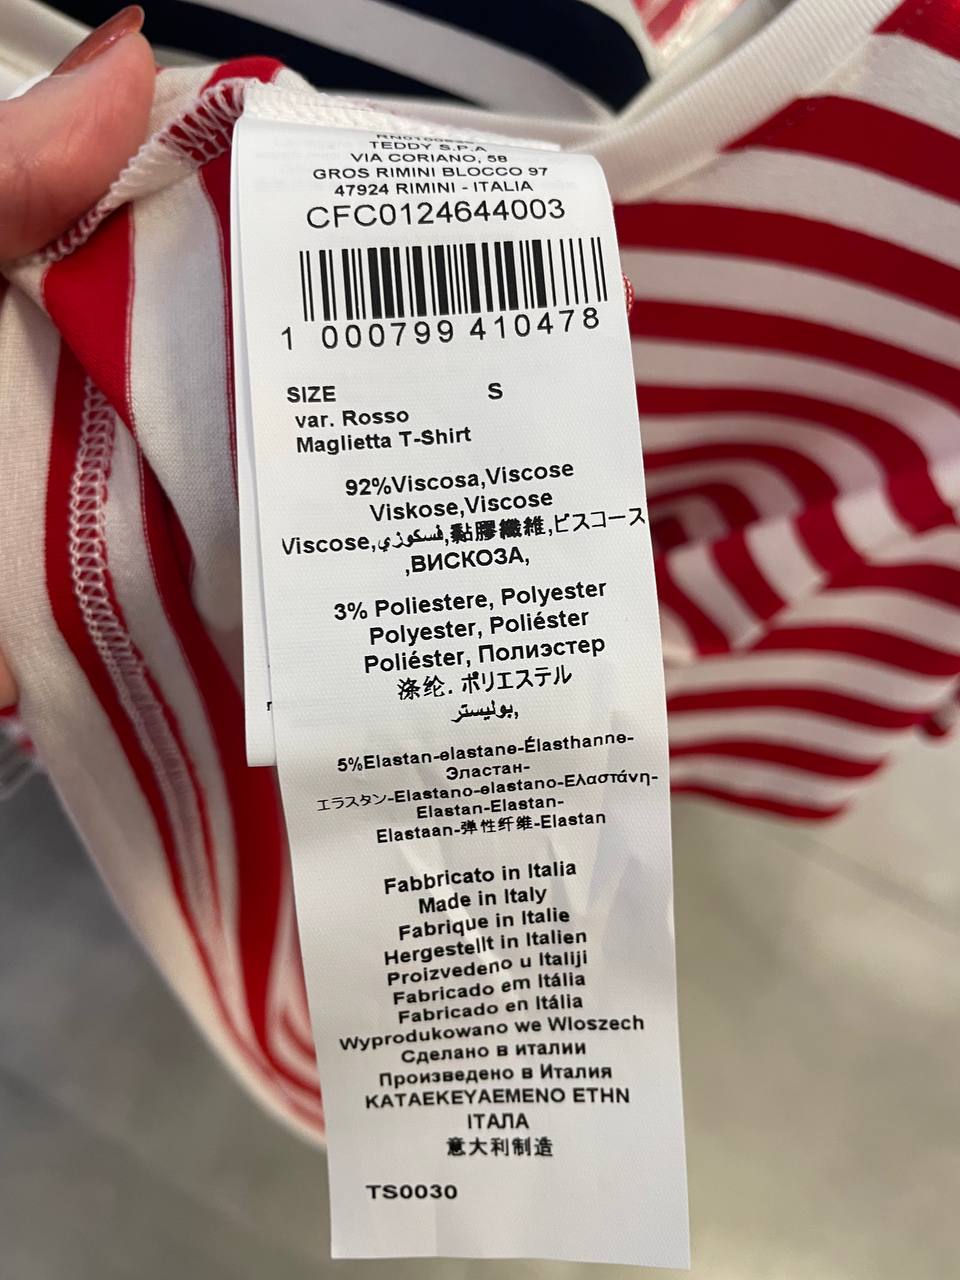 TEDDY S.P.A
VIA CORIANO, 58
GROS RIMINI BLOCCO 97
47924 RIMINI - ITALIA
CFC0124644003
1 000799 410478
SIZE S
var. Rosso
Maglietta T-Shirt
92%Viscosa,Viscose
Viskose,Viscose
Viscose,فسكوزي,黏膠纖維,ビスコース
,ВИСКОЗА,
3% Poliestere, Polyester
Polyester, Poliéster
Poliéster, Полиэстер
涤纶. ポリエステル
بوليستر,
5%Elastan-elastane-Élasthanne-
Эластан-
エラスタン-Elastano-elastano-Ελαστάνη-
Elastan-Elastan-
Elastaan-弹性纤维-Elastan
Fabbricato in Italia
Made in Italy
Fabrique in Italie
Hergestellt in Italien
Proizvedeno u Italiji
Fabricado em Itália
Fabricado en Itália
Wyprodukowano we Wloszech
Сделано в италии
Произведено в Италия
ΚΑΤΑΕΚΕΥΑΕΜΕΝΟ ΕΤΗΝ
ІТАЛА
意大利制造
TS0030